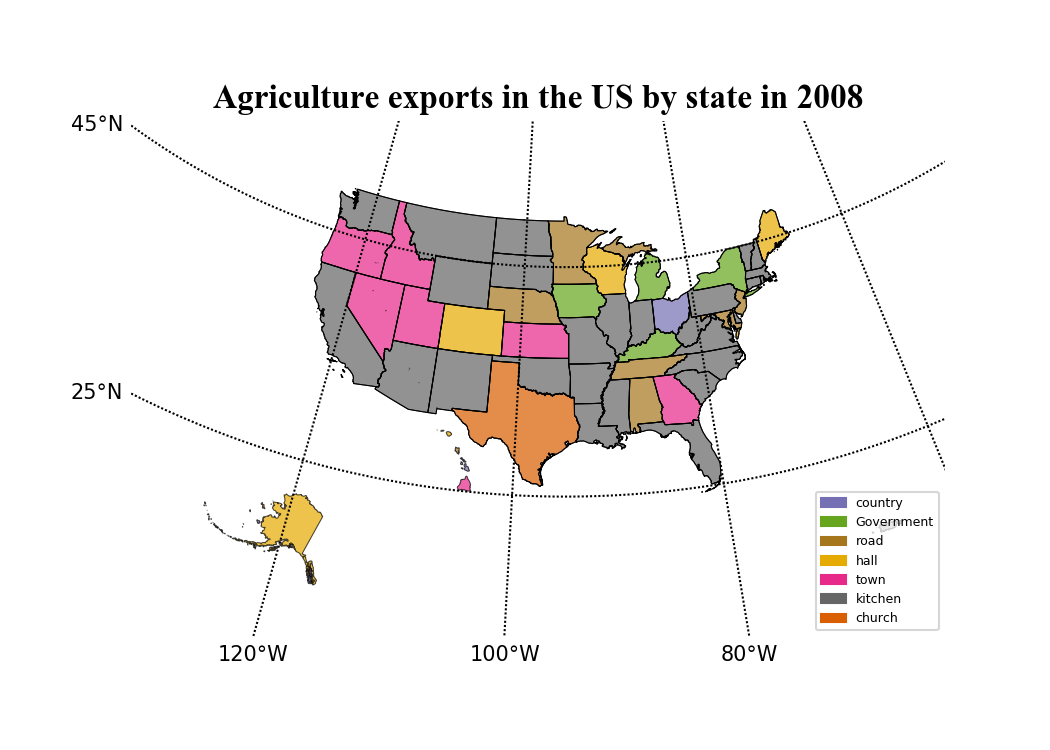 Agriculture exports in the US by state in 2008
45°N
25°N
country
Government
road
hall
town
kitchen
church
120°W
100°W
80°W